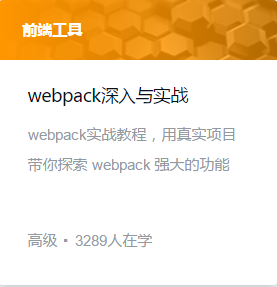 前端工具
webpack深入与实战
webpack实战教程，用真实项目
带你探索 webpack 强大的功能
高级 · 3289人在学